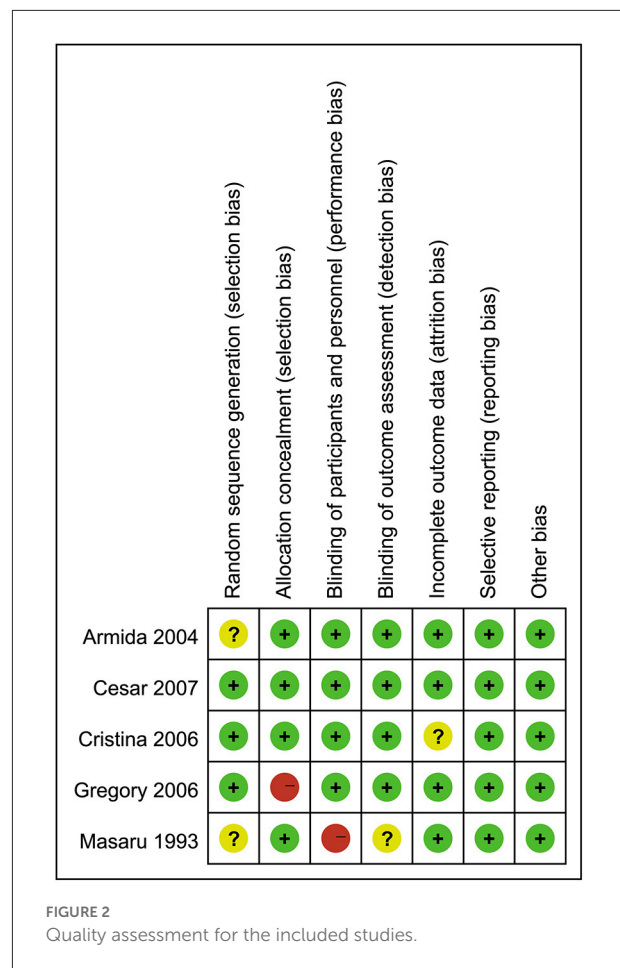 Random sequence generation (selection bias)
Allocation concealment (selection bias)
Blinding of participants and personnel (performance bias)
Blinding of outcome assessment (detection bias)
Incomplete outcome data (attrition bias)
Selective reporting (reporting bias)
Other bias
Armida 2004 ? + + + + + +
Cesar 2007 + + + + + + +
Cristina 2006 + + + + ? + +
Gregory 2006 + − + + + + +
Masaru 1993 ? + − ? + + +
FIGURE 2
Quality assessment for the included studies.